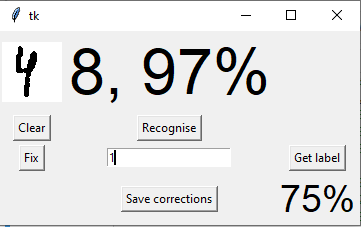 tk
4 8, 97%
Clear Recognise
Fix 1 Get label
Save corrections 75%